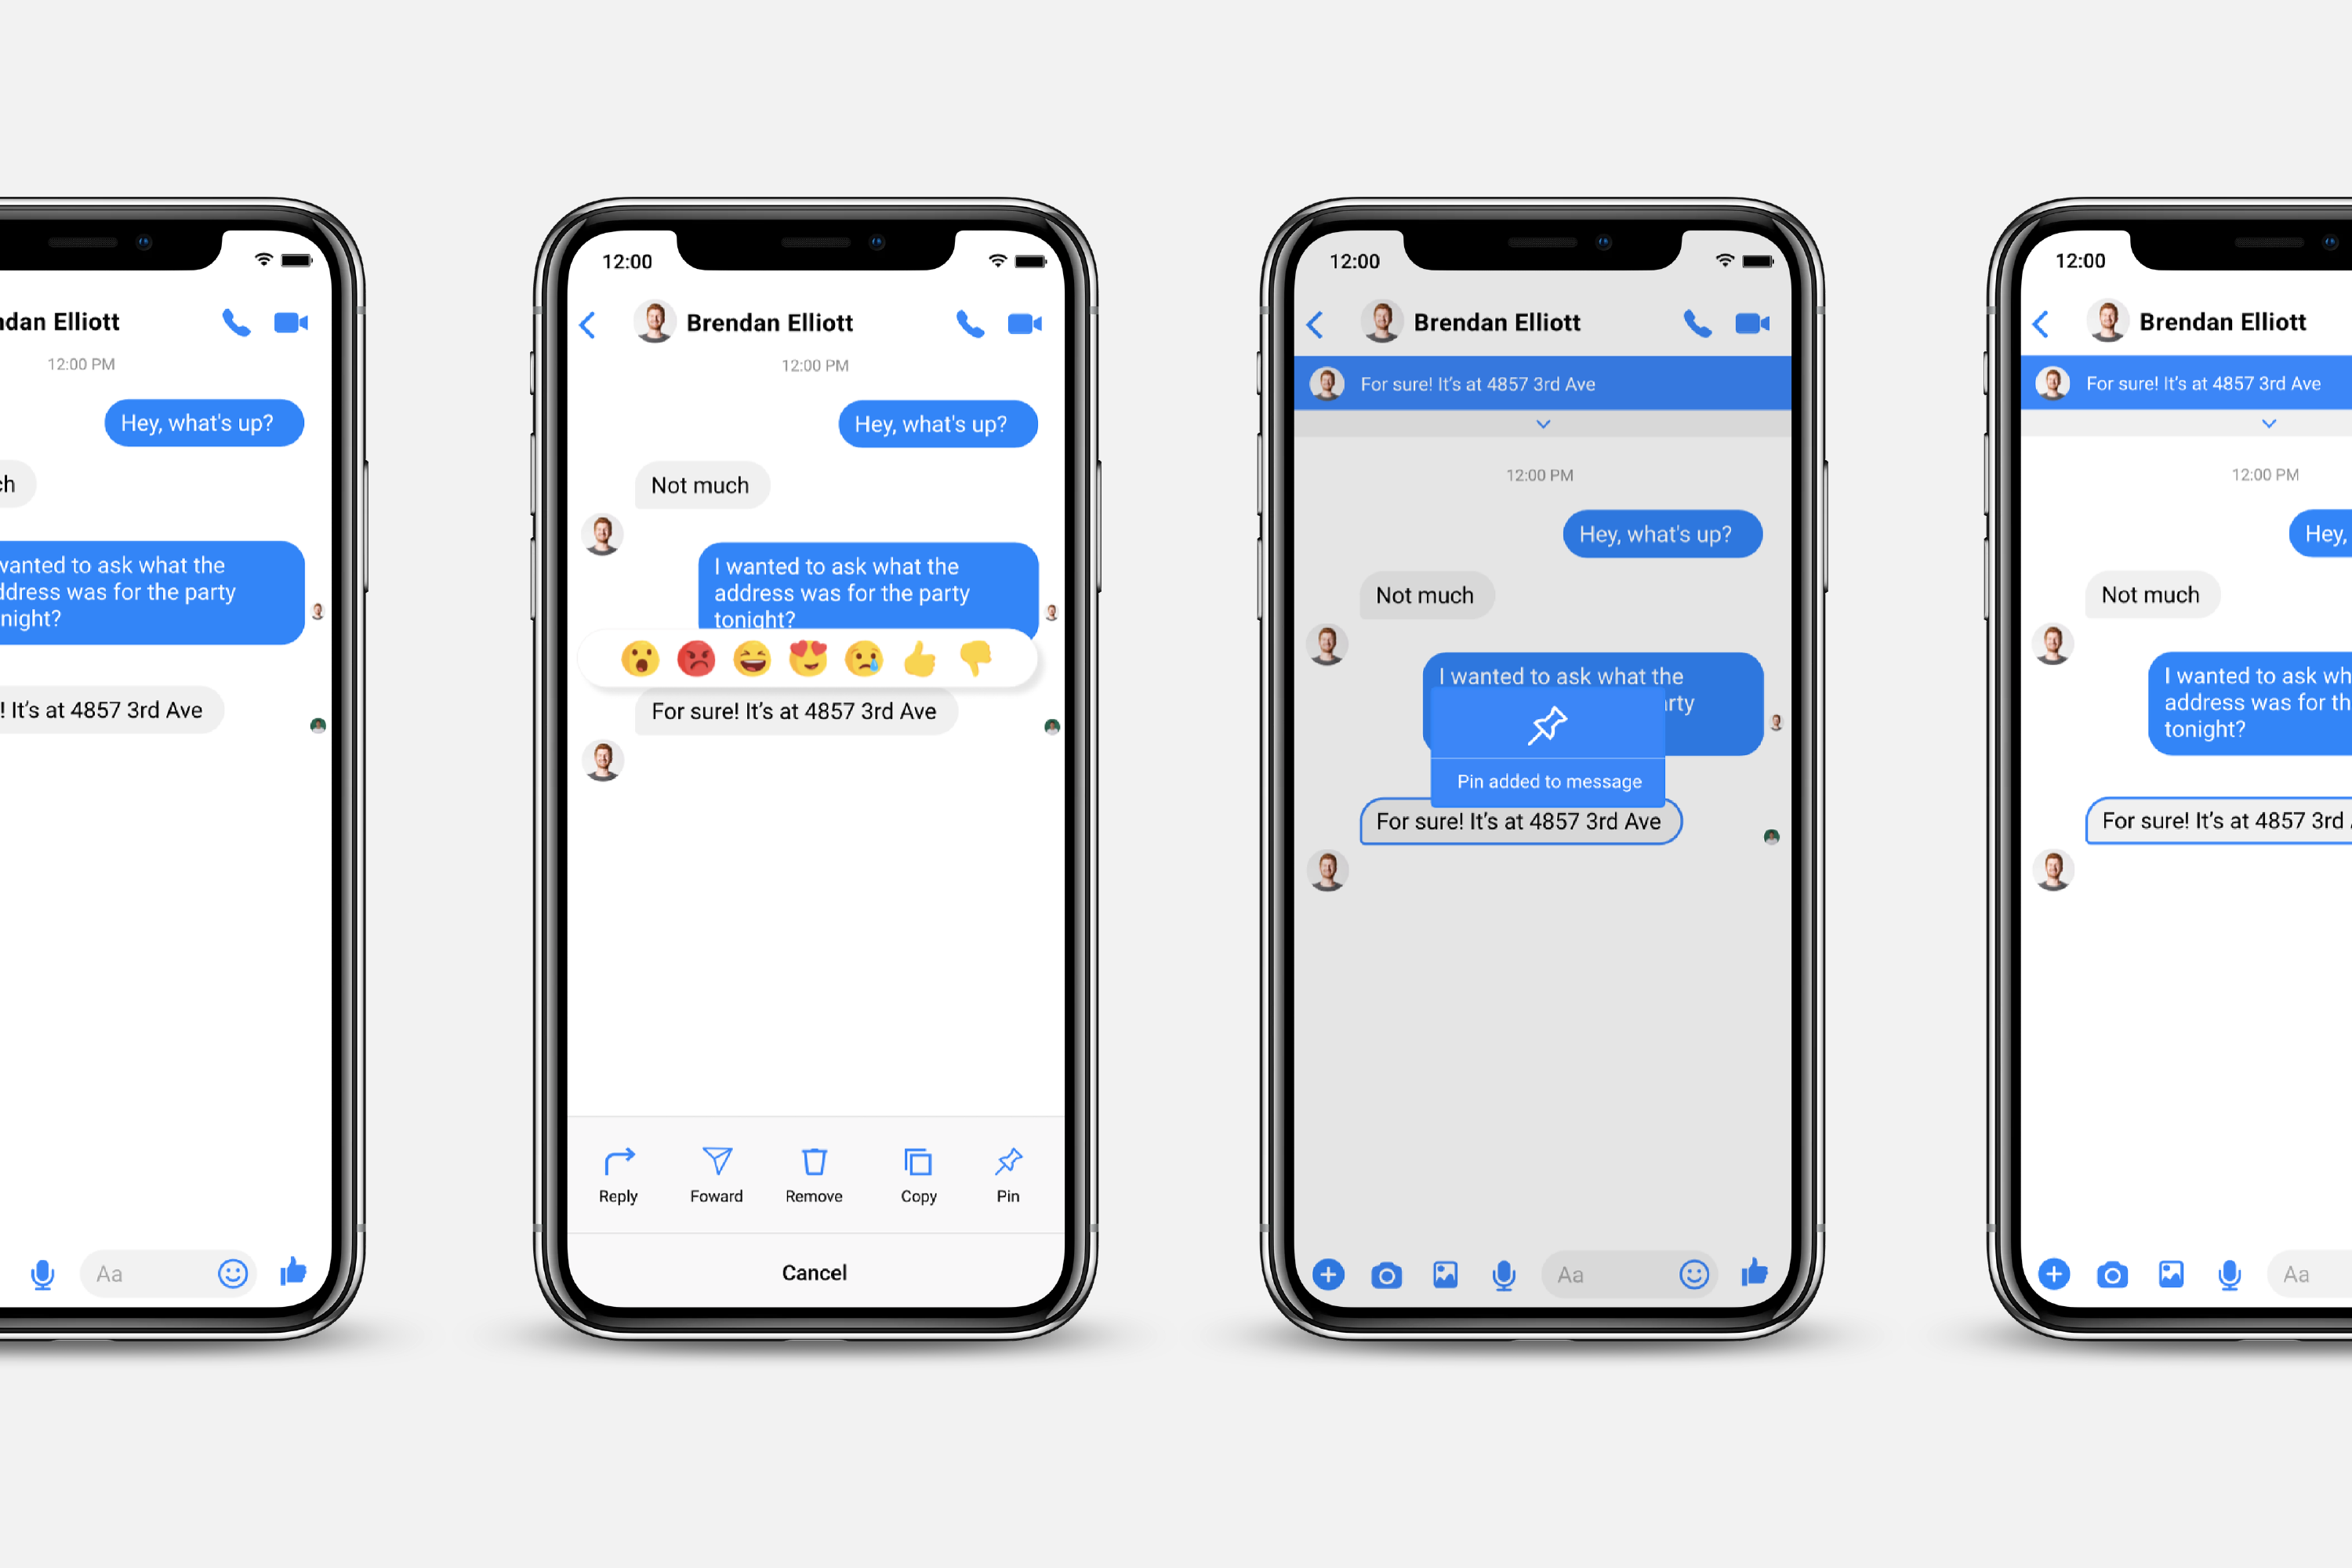 ndan Elliott
12:00 PM
Hey, what's up?
ch
wanted to ask what the
ddress was for the party
night?
! It's at 4857 3rd Ave
Aa
12:00
Brendan Elliott
12:00 PM
Hey, what's up?
Not much
I wanted to ask what the
address was for the party
tonight?
For sure! It's at 4857 3rd Ave
Reply
Foward
Remove
Copy
Pin
Cancel
12:00
Brendan Elliott
For sure! It's at 4857 3rd Ave
12:00 PM
Hey, what's up?
Not much
I wanted to ask what the
rty
Pin added to message
For sure! It's at 4857 3rd Ave
Aa
12:00
Brendan Elliott
For sure! It's at 4857 3rd Ave
12:00 PM
Hey,
Not much
I wanted to ask wh
address was for th
tonight?
For sure! It's at 4857 3rd
Aa